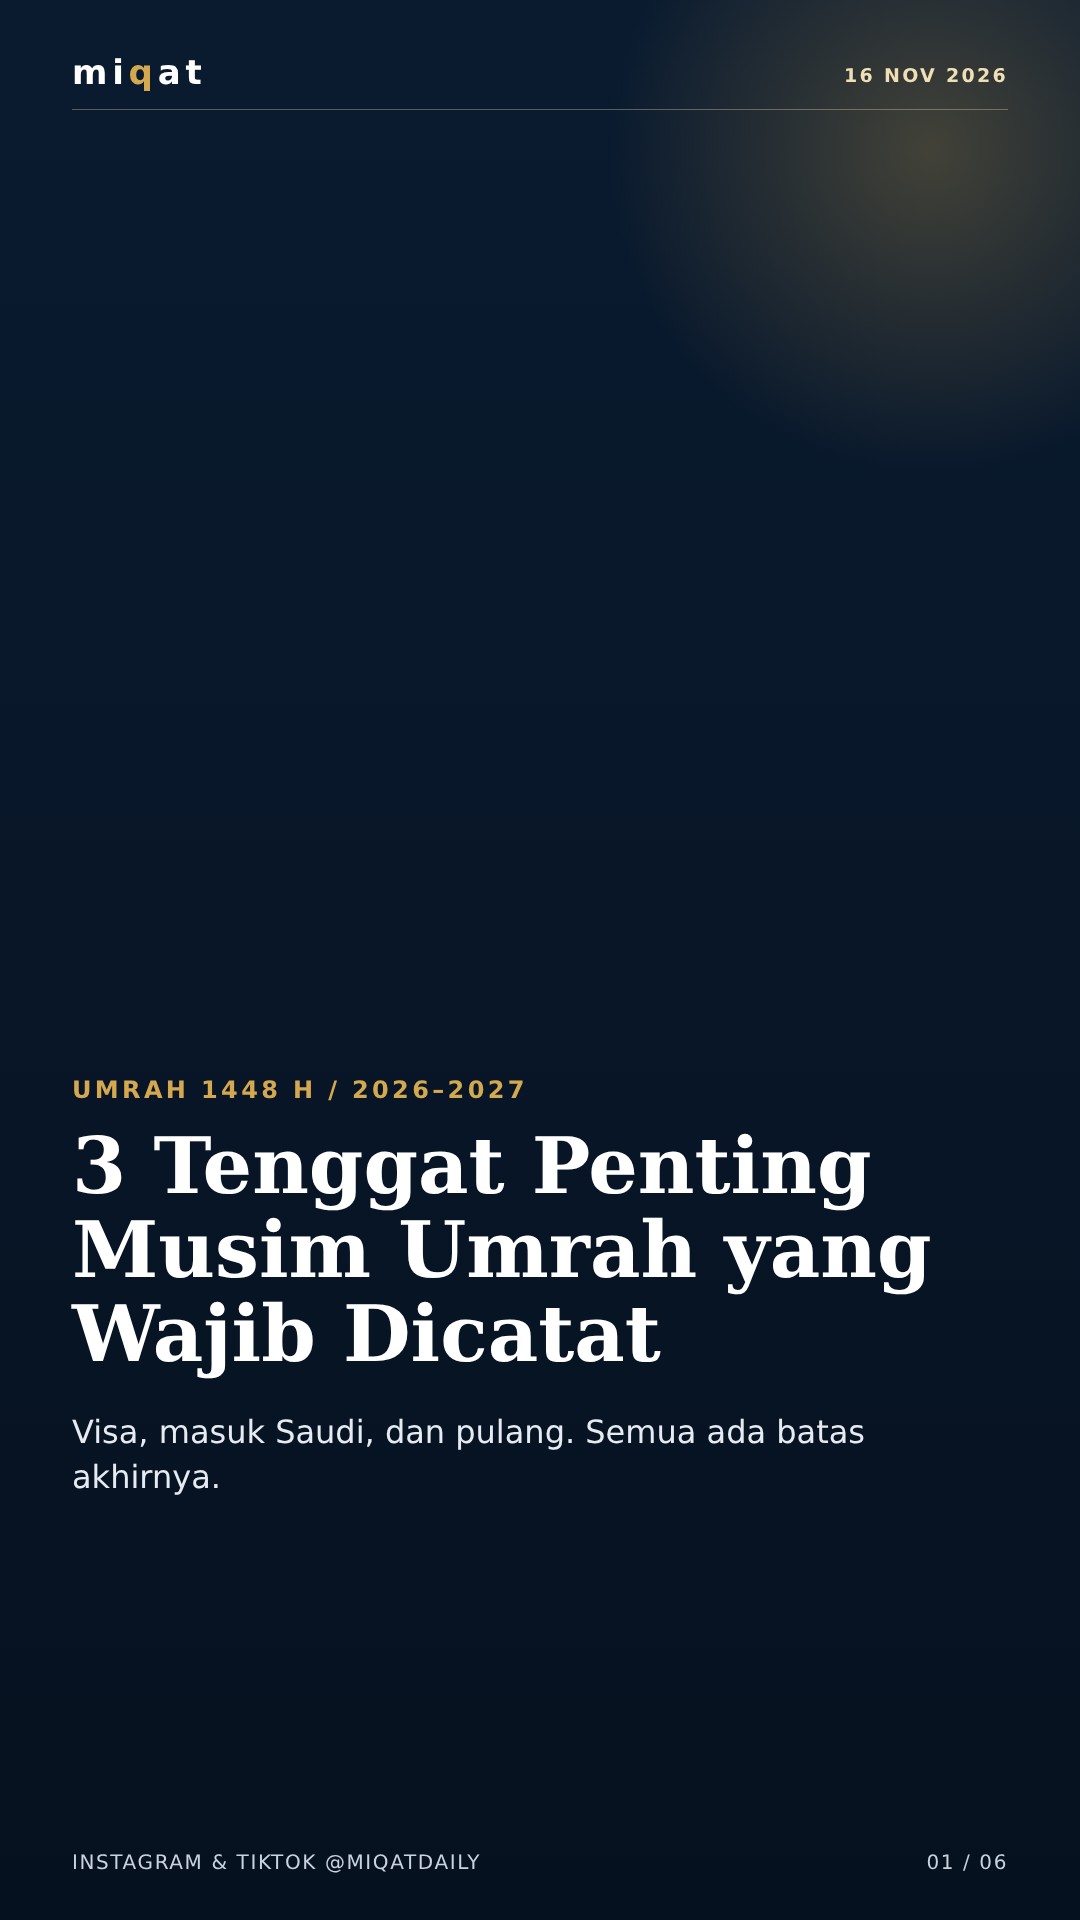 miqat
16 NOV 2026
UMRAH 1448 H / 2026–2027
3 Tenggat Penting
Musim Umrah yang
Wajib Dicatat
Visa, masuk Saudi, dan pulang. Semua ada batas
akhirnya.
INSTAGRAM & TIKTOK @MIQATDAILY
01 / 06